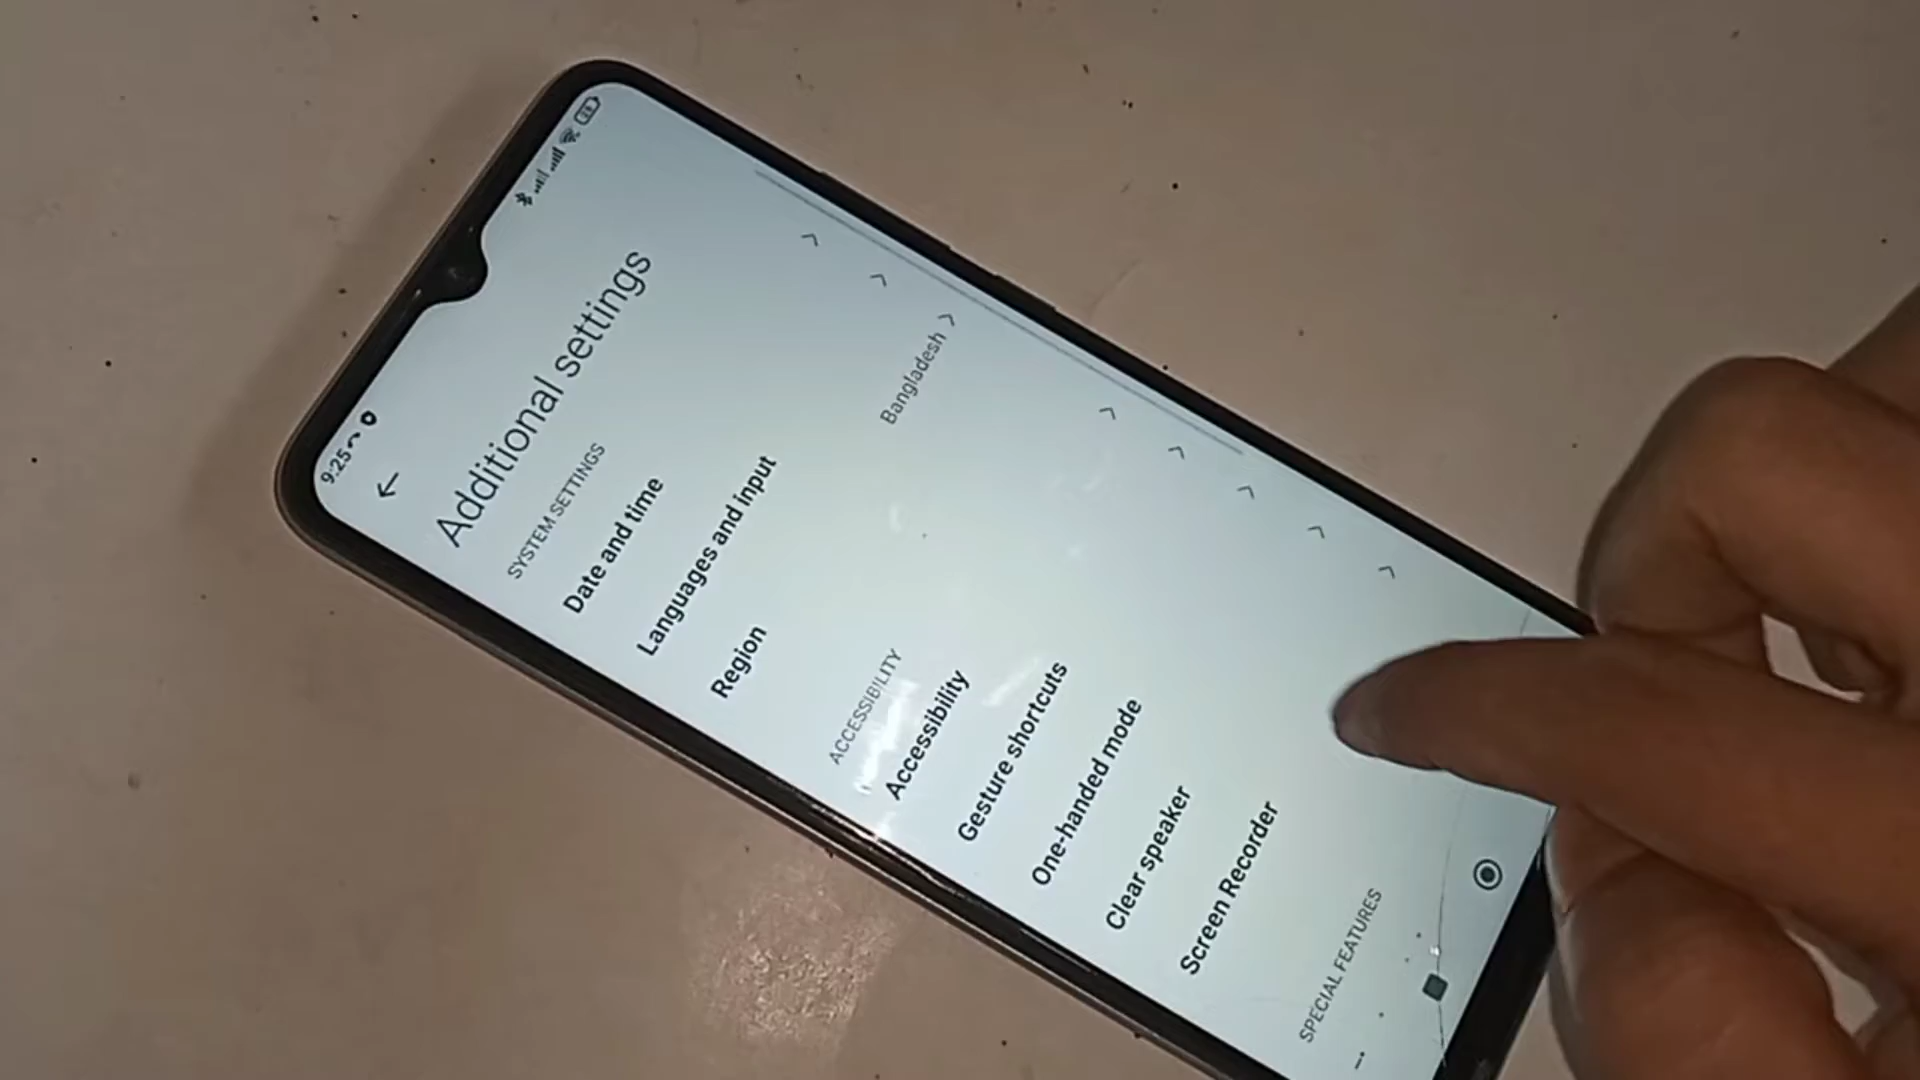 9:25
Additional settings
SYSTEM SETTINGS
Date and time
Languages and input
Region
Bangladesh
ACCESSIBILITY
Accessibility
Gesture shortcuts
One-handed mode
Clear speaker
Screen Recorder
SPECIAL FEATURES